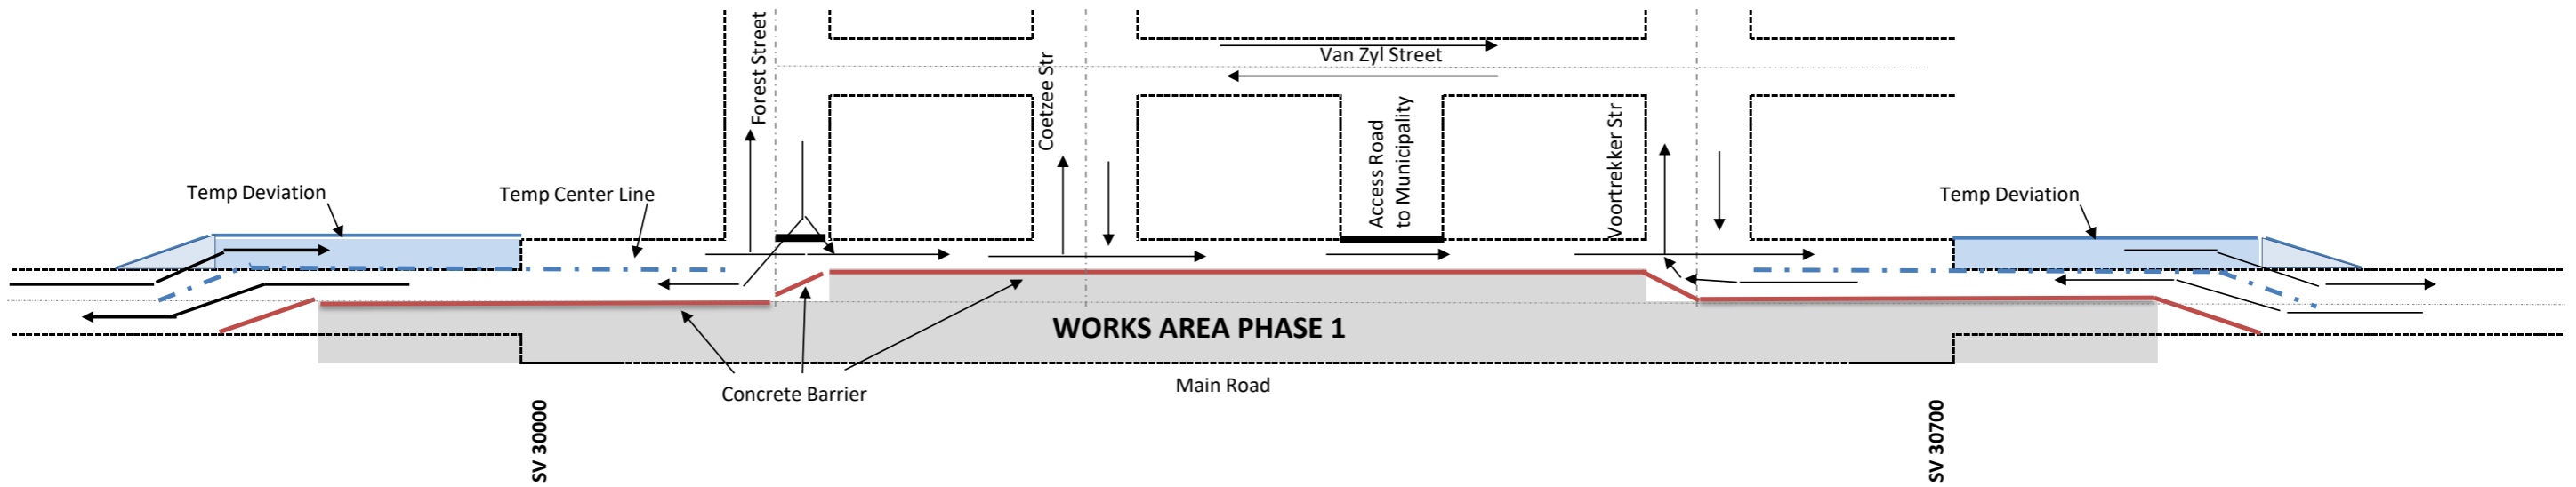 Forest Street
Van Zyl Street
Coetzee Str
Access Road
to Municipality
Voortrekker Str
Temp Deviation
Temp Center Line
Temp Deviation
WORKS AREA PHASE 1
Concrete Barrier
Main Road
SV 30000
SV 30700